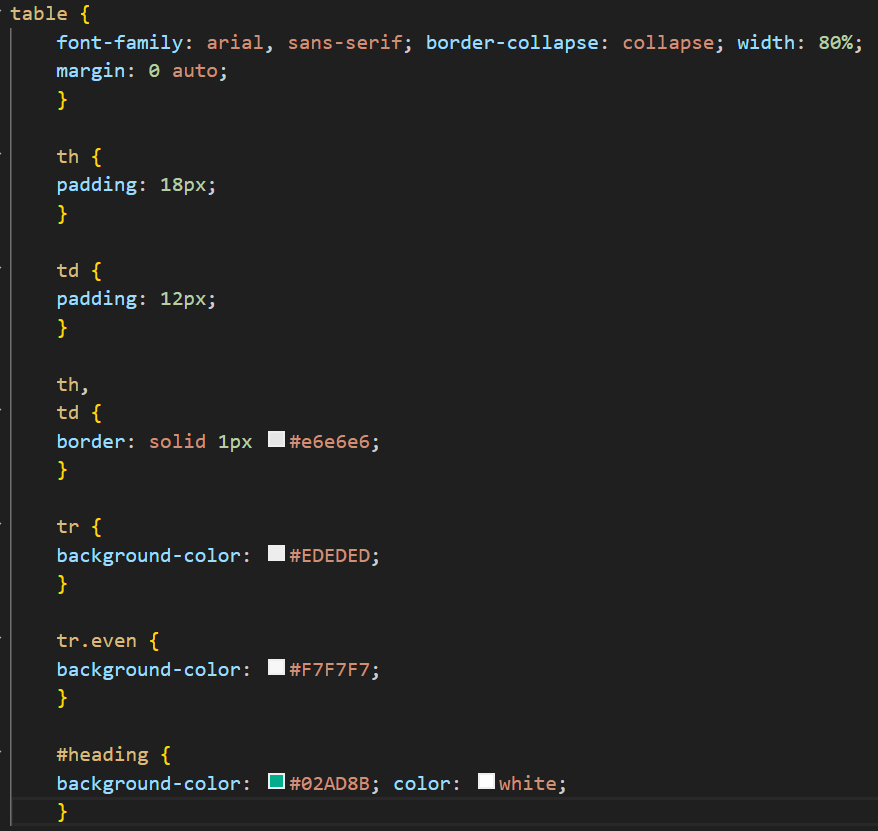 table {
font-family: arial, sans-serif; border-collapse: collapse; width: 80%;
margin: 0 auto;
}
th {
padding: 18px;
}
td {
padding: 12px;
}
th,
td {
border: solid 1px #e6e6e6;
}
tr {
background-color: #EDEDED;
}
tr.even {
background-color: #F7F7F7;
}
#heading {
background-color: #02AD8B; color: white;
}